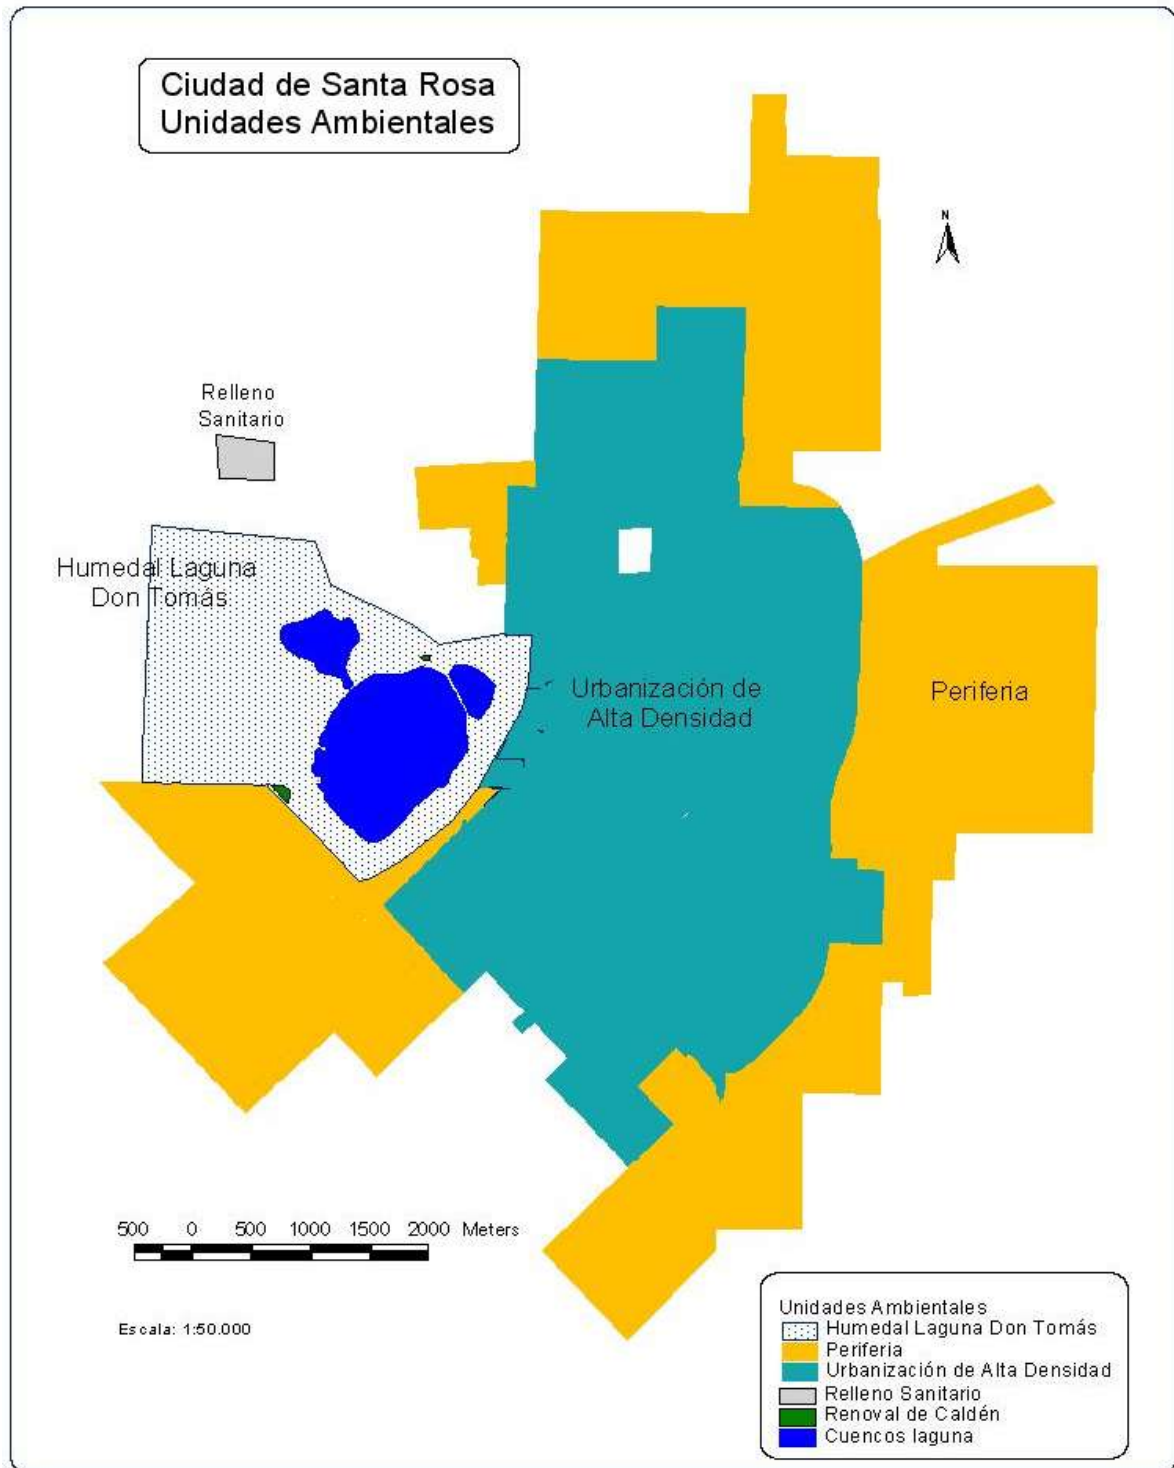 Ciudad de Santa Rosa
Unidades Ambientales
N
Relleno
Sanitario
Humedal Laguna
Don Tomás
Urbanización de
Alta Densidad
Periferia
500 0 500 1000 1500 2000 Meters
Escala: 1:50.000
Unidades Ambientales
Humedal Laguna Don Tomás
Periferia
Urbanización de Alta Densidad
Relleno Sanitario
Renoval de Caldén
Cuencos laguna